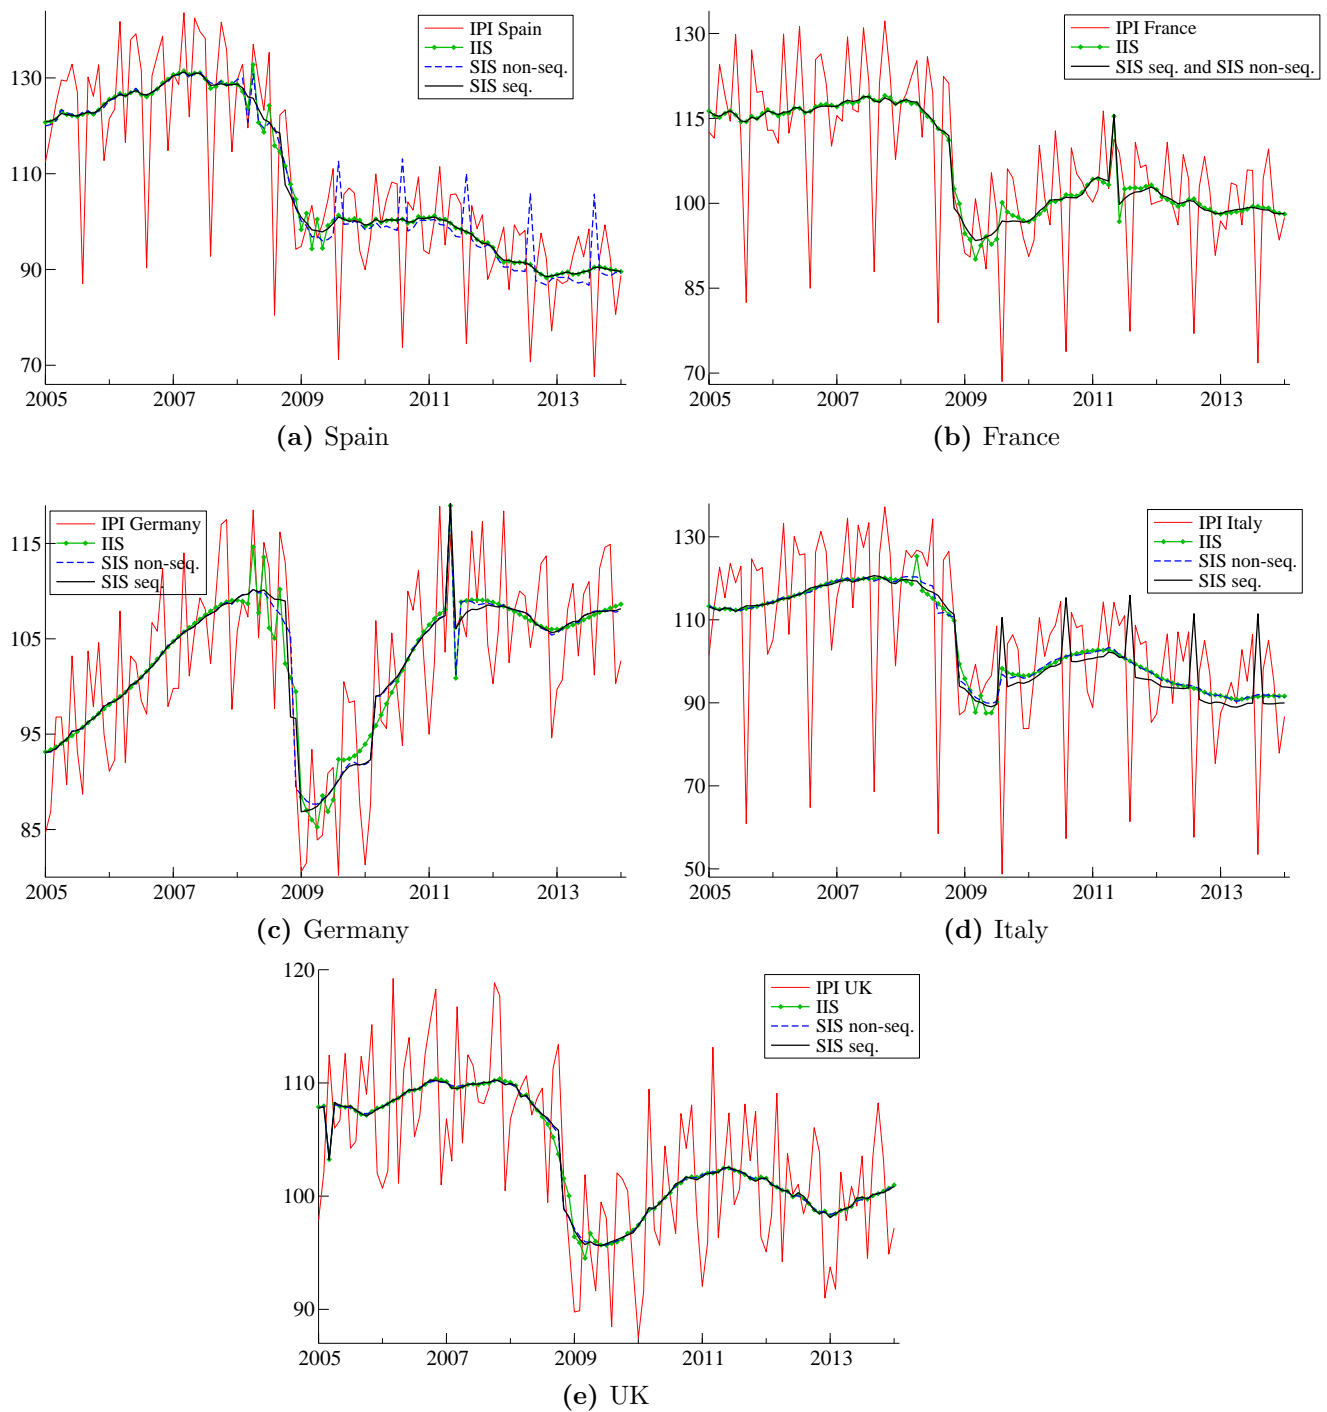 IPI Spain
IIS
SIS non-seq.
SIS seq.
130
110
90
70
2005 2007 2009 2011 2013
(a) Spain
IPI France
IIS
SIS seq. and SIS non-seq.
130
115
100
85
70
2005 2007 2009 2011 2013
(b) France
IPI Germany
IIS
SIS non-seq.
SIS seq.
115
105
95
85
2005 2007 2009 2011 2013
(c) Germany
IPI Italy
IIS
SIS non-seq.
SIS seq.
130
110
90
70
50
2005 2007 2009 2011 2013
(d) Italy
IPI UK
IIS
SIS non-seq.
SIS seq.
120
110
100
90
2005 2007 2009 2011 2013
(e) UK